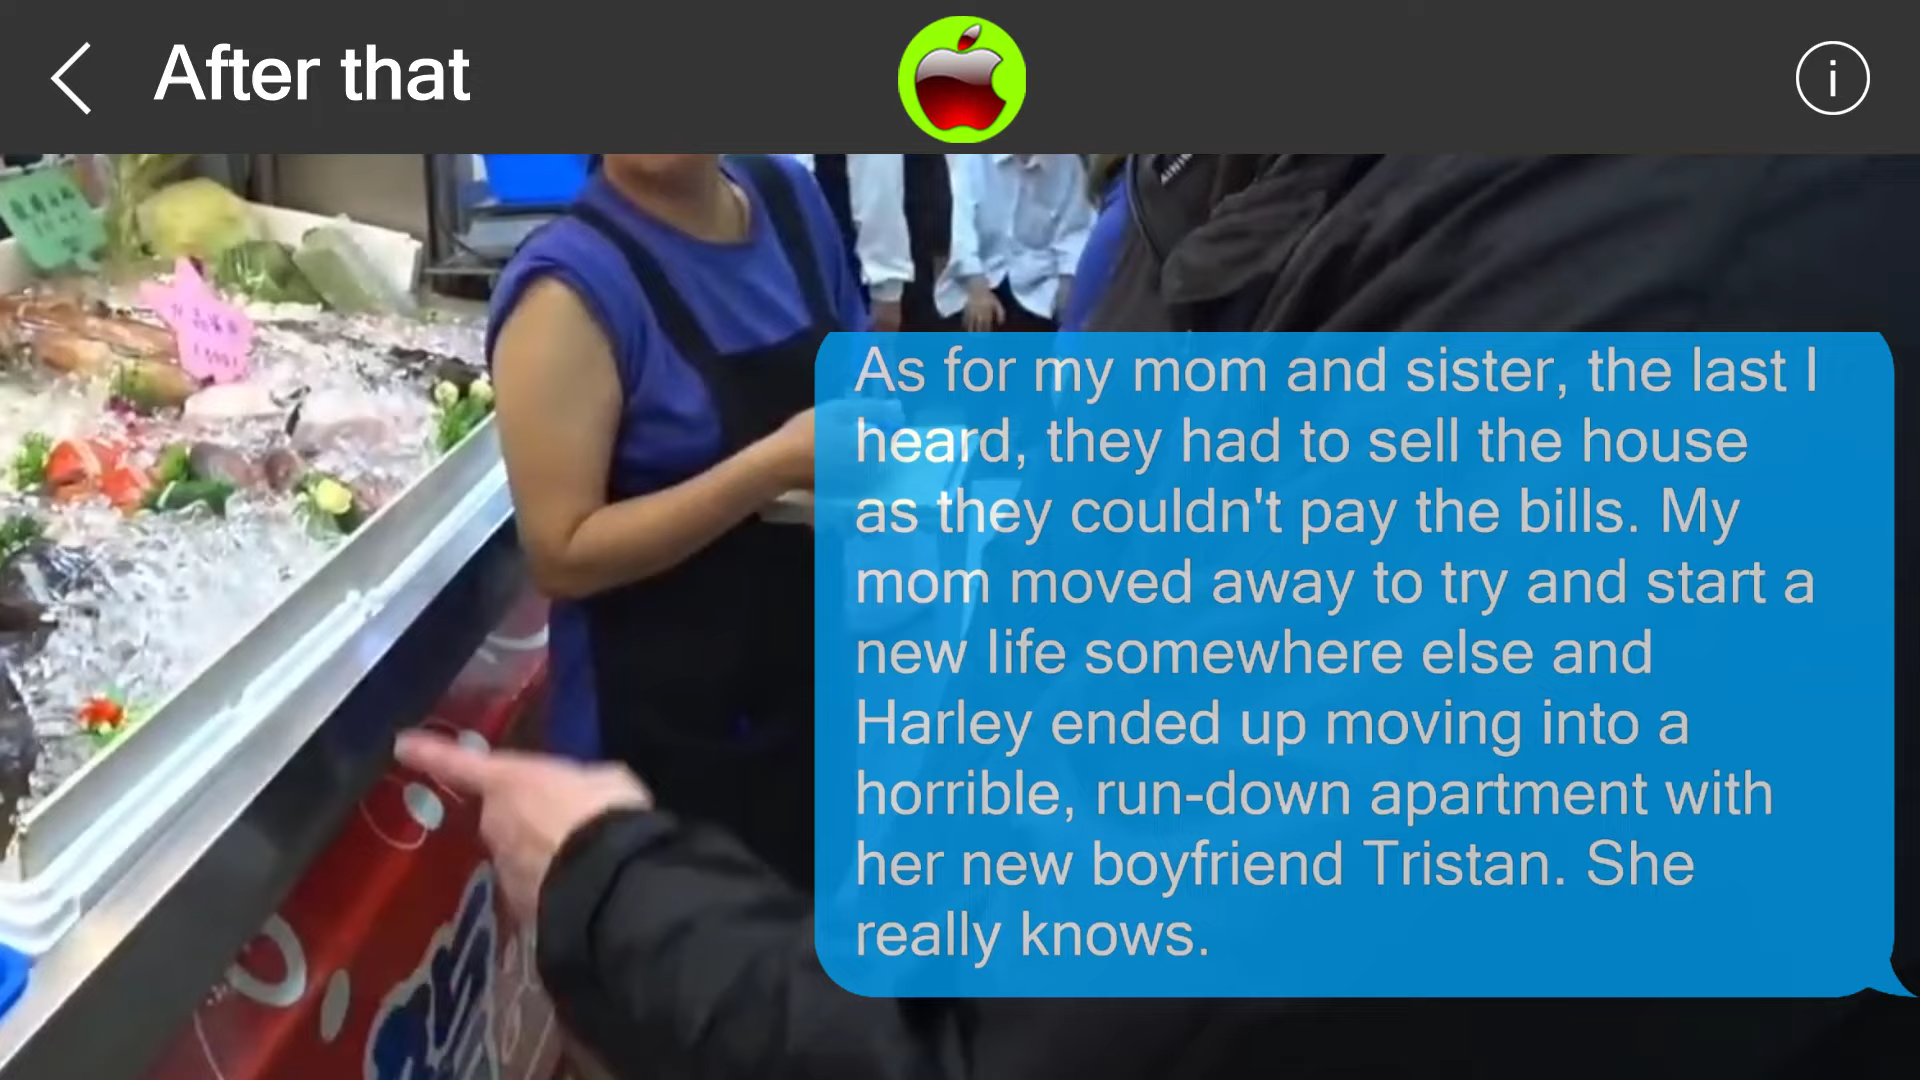 After that
As for my mom and sister, the last I
heard, they had to sell the house
as they couldn't pay the bills. My
mom moved away to try and start a
new life somewhere else and
Harley ended up moving into a
horrible, run-down apartment with
her new boyfriend Tristan. She
really knows.